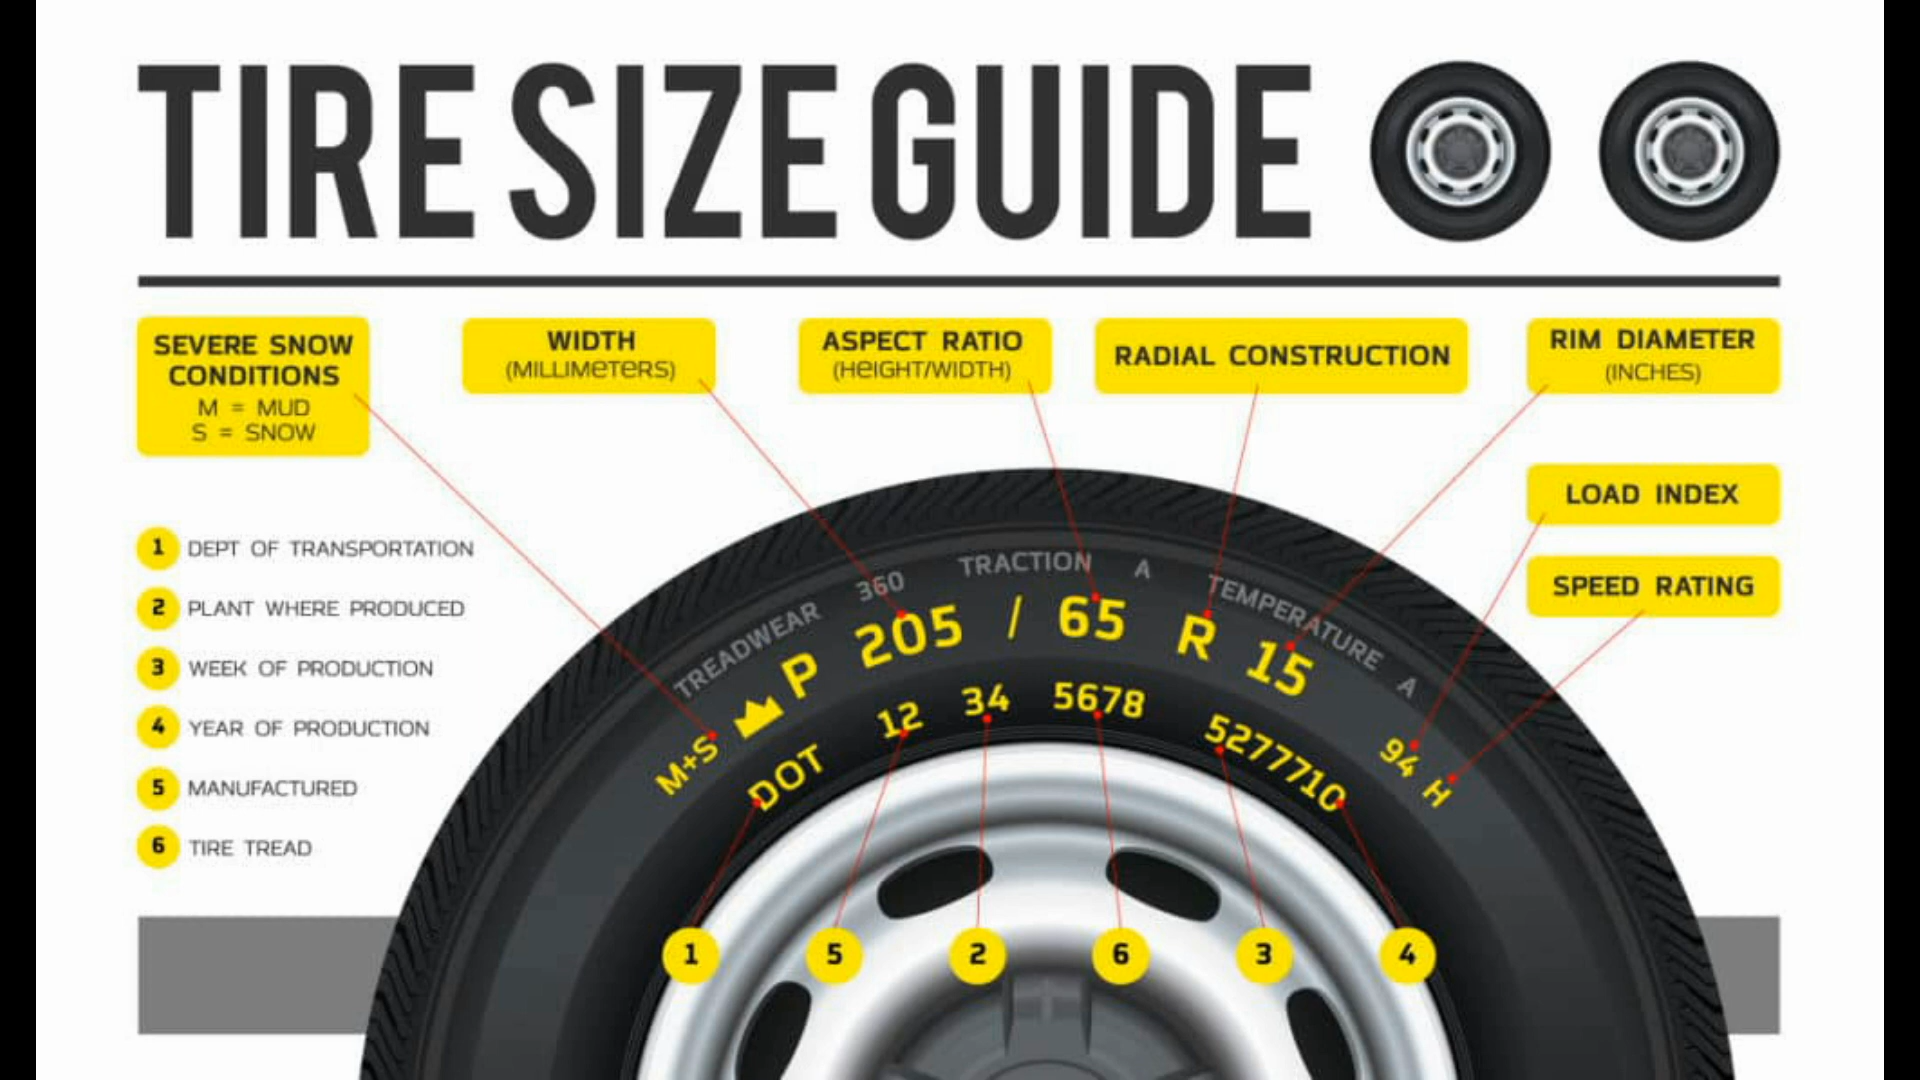 TIRE SIZE GUIDE
SEVERE SNOW
CONDITIONS
M = MUD
S = SNOW
WIDTH
(MILLIMeTERS)
ASPECT RATIO
(HeIGHT/WIDTH)
RADIAL CONSTRUCTION
RIM DIAMETER
(INCHES)
LOAD INDEX
SPEED RATING
1 DEPT OF TRANSPORTATION
2 PLANT WHERE PRODUCED
3 WEEK OF PRODUCTION
4 YEAR OF PRODUCTION
5 MANUFACTURED
6 TIRE TREAD
TREADWEAR 360 TRACTION A TEMPERATURE A
M+S P 205 / 65 R 15 94 H
DOT 12 34 5678 5277710
1 5 2 6 3 4